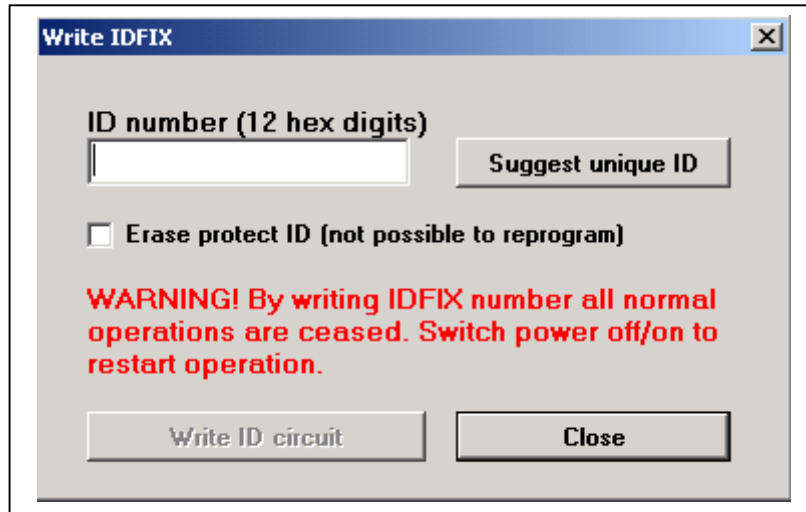 Write IDFIX
ID number (12 hex digits)
Suggest unique ID
Erase protect ID (not possible to reprogram)
WARNING! By writing IDFIX number all normal
operations are ceased. Switch power off/on to
restart operation.
Write ID circuit
Close